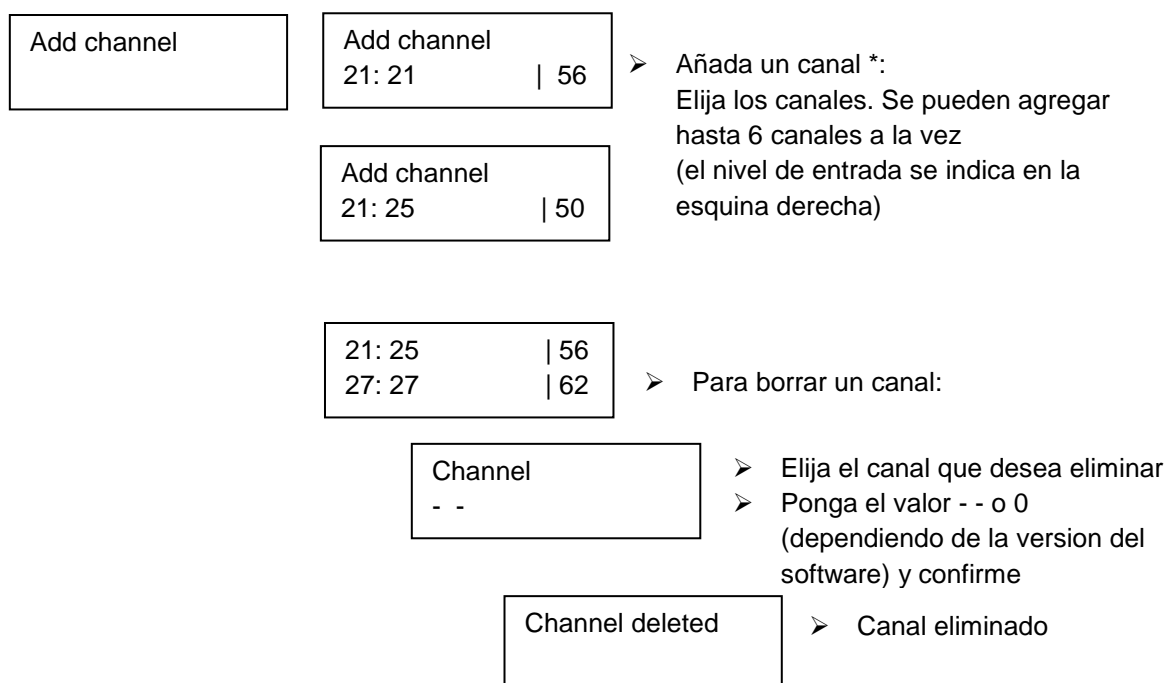 Add channel
Add channel
21: 21 | 56
➢ Añada un canal *:
Elija los canales. Se pueden agregar
hasta 6 canales a la vez
(el nivel de entrada se indica en la
esquina derecha)
Add channel
21: 25 | 50
21: 25 | 56
27: 27 | 62
➢ Para borrar un canal:
Channel
- -
➢ Elija el canal que desea eliminar
➢ Ponga el valor - - o 0
(dependiendo de la version del
software) y confirme
Channel deleted
➢ Canal eliminado